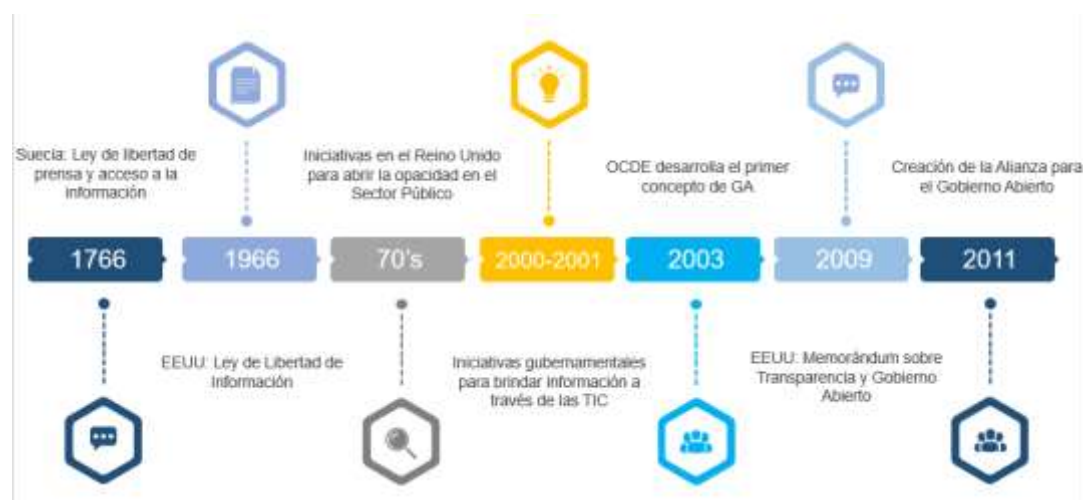 Suecia: Ley de libertad de
prensa y acceso a la
información
Iniciativas en el Reino Unido
para abrir la opacidad en el
Sector Público
OCDE desarrolla el primer
concepto de GA
Creación de la Alianza para
el Gobierno Abierto
1766
1966
70's
2000-2001
2003
2009
2011
EEUU: Ley de Libertad de
Información
Iniciativas gubernamentales
para brindar información a
través de las TIC
EEUU: Memorándum sobre
Transparencia y Gobierno
Abierto